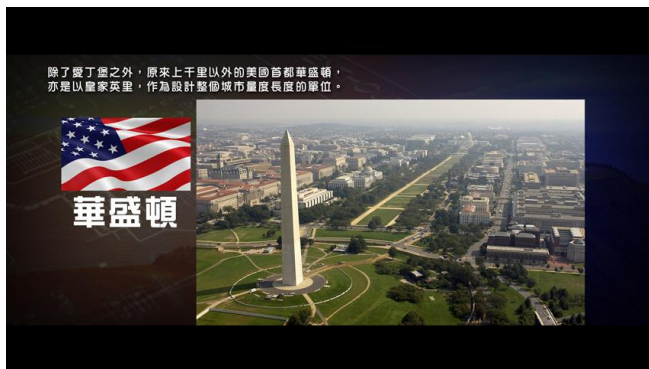 除了愛丁堡之外，原來上千里以外的美國首都華盛頓，
亦是以皇家英里，作為設計整個城市量度長度的單位。
華盛頓